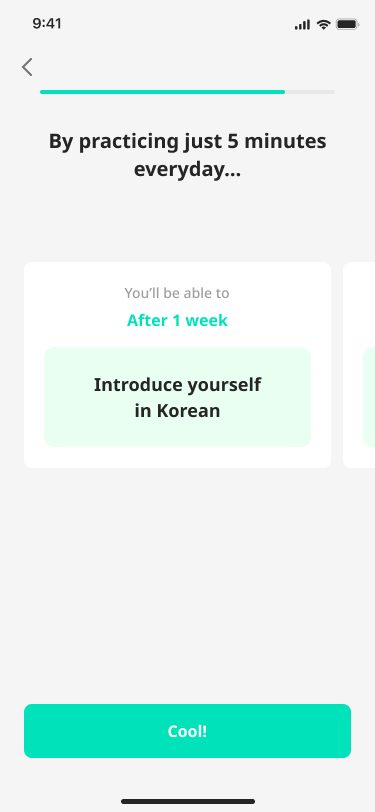 9:41
By practicing just 5 minutes
everyday...
You'll be able to
After 1 week
Introduce yourself
in Korean
Cool!